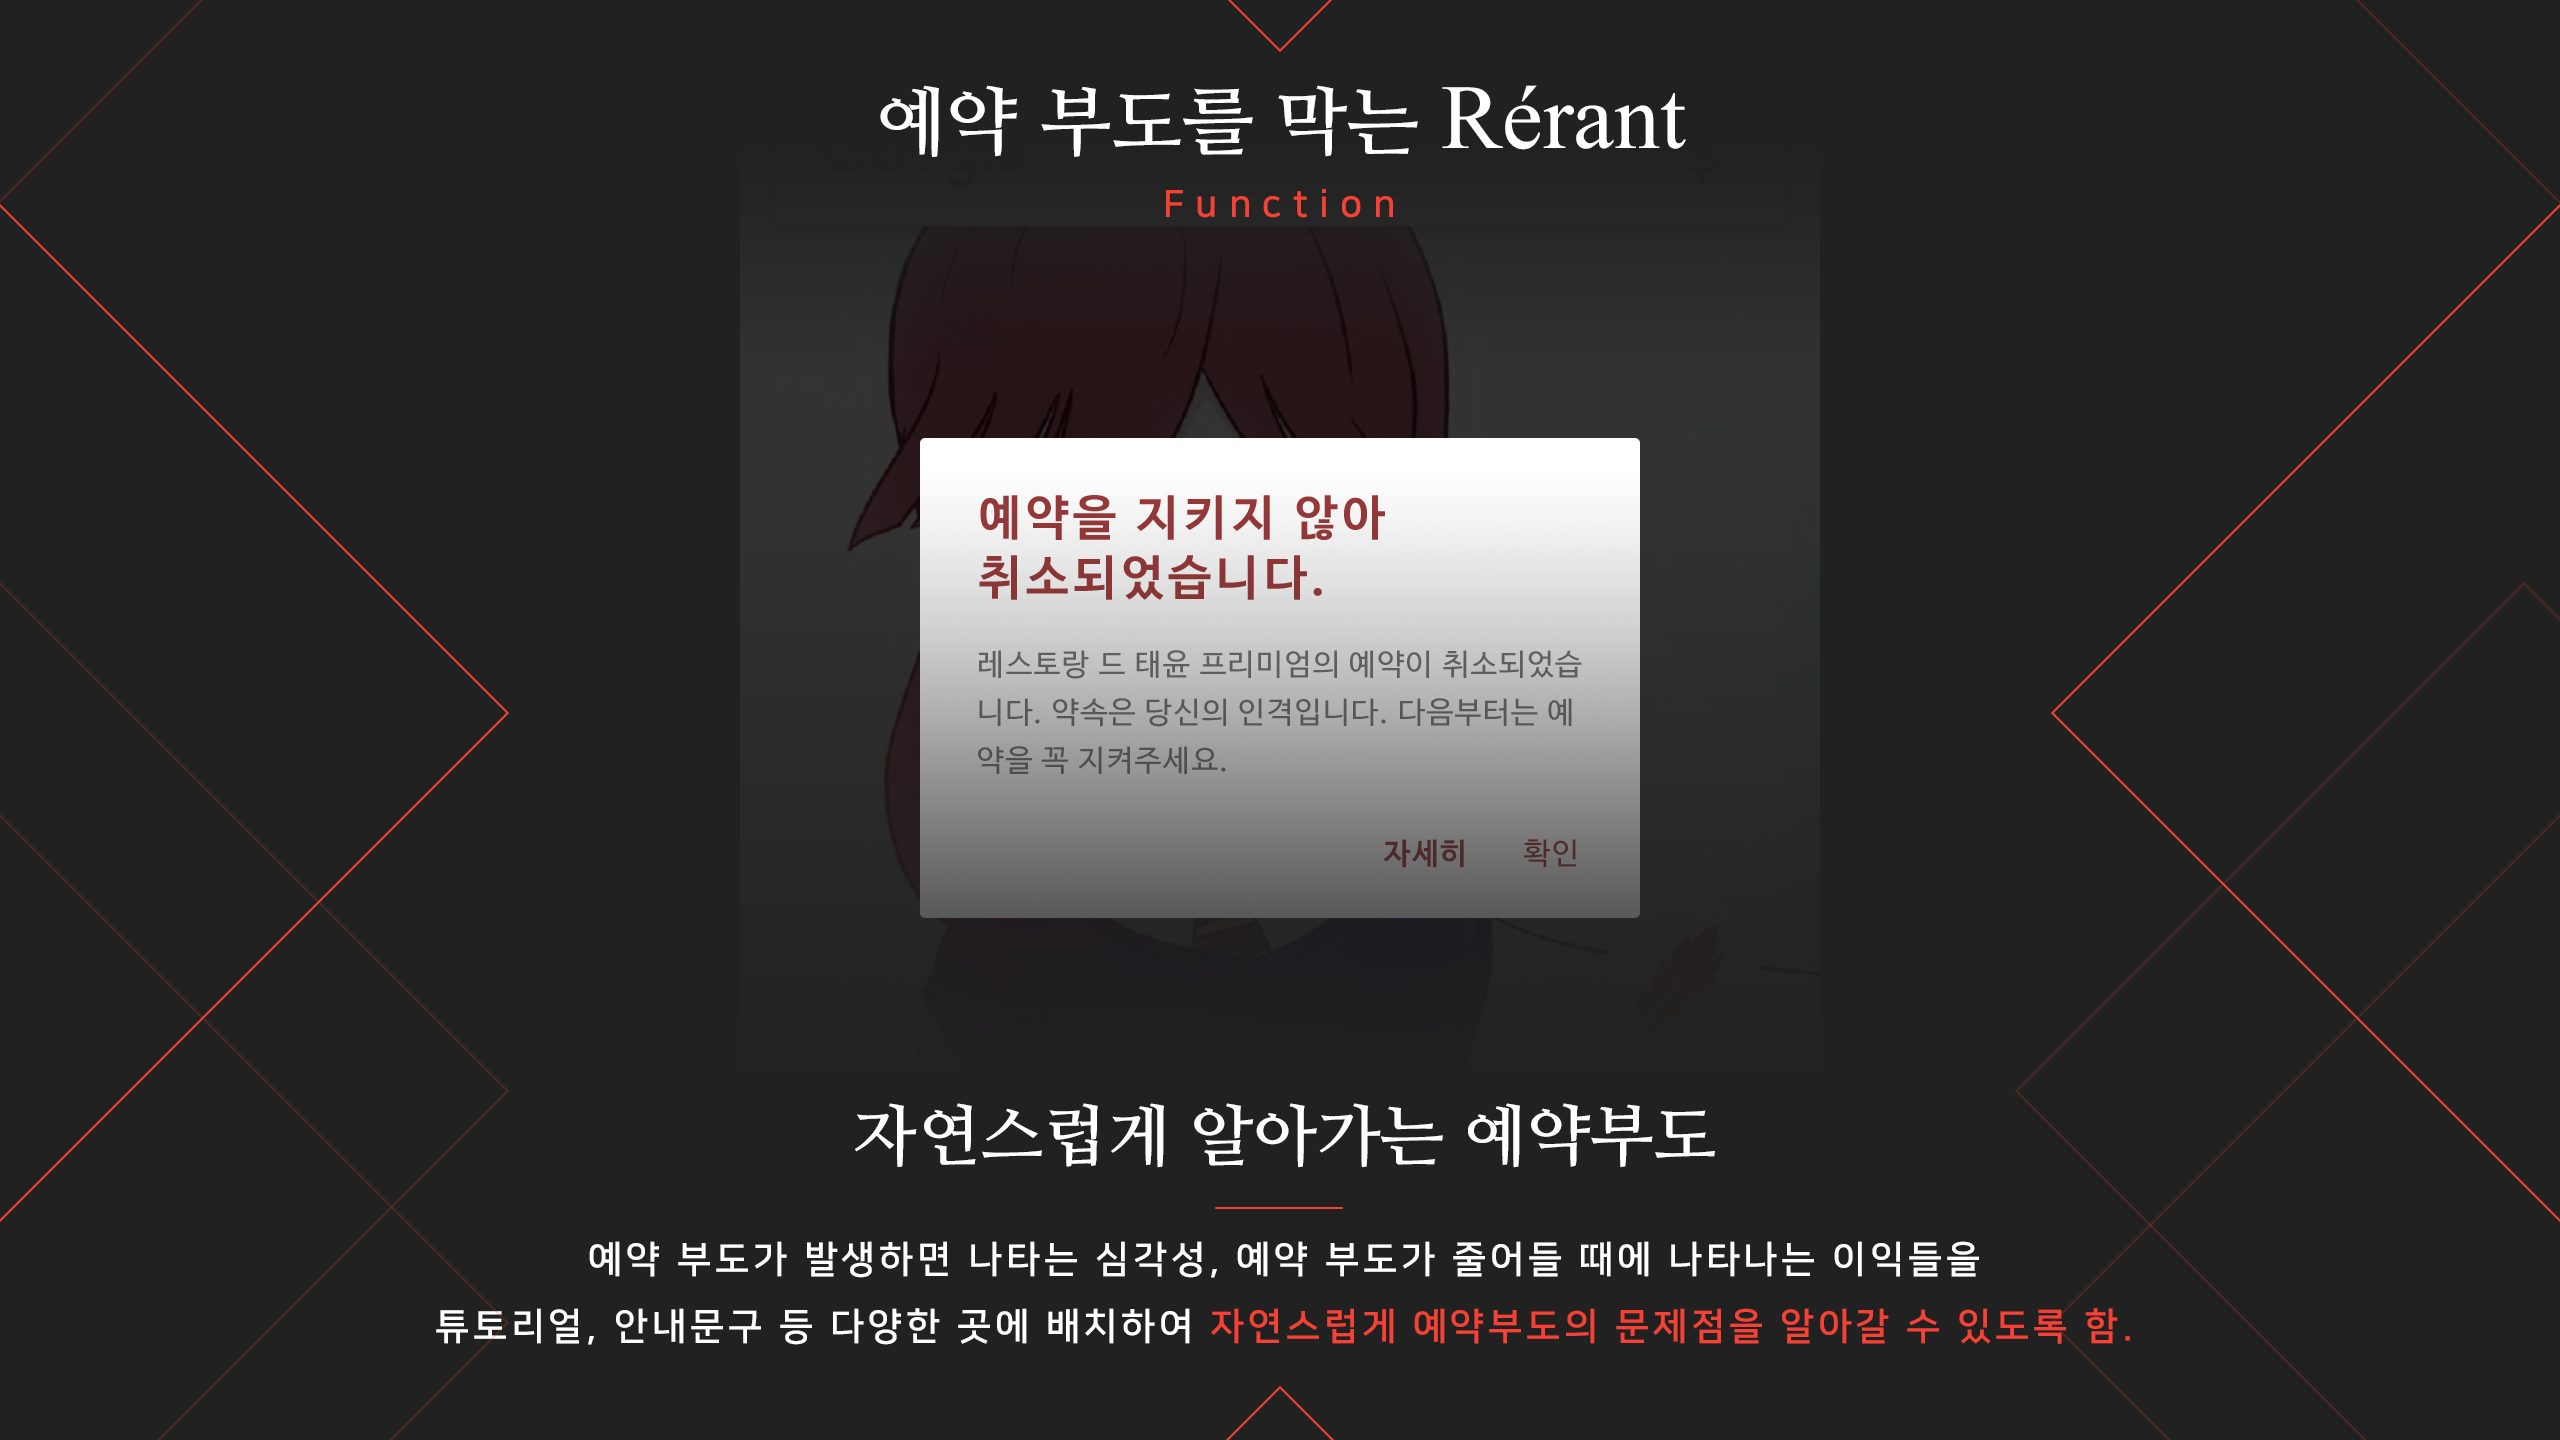 예약 부도를 막는 Rérant
Function
예약을 지키지 않아
취소되었습니다.
레스토랑 드 태윤 프리미엄의 예약이 취소되었습
니다. 약속은 당신의 인격입니다. 다음부터는 예
약을 꼭 지켜주세요.
자세히 확인
자연스럽게 알아가는 예약부도
예약 부도가 발생하면 나타는 심각성, 예약 부도가 줄어들 때에 나타나는 이익들을
튜토리얼, 안내문구 등 다양한 곳에 배치하여 자연스럽게 예약부도의 문제점을 알아갈 수 있도록 함.